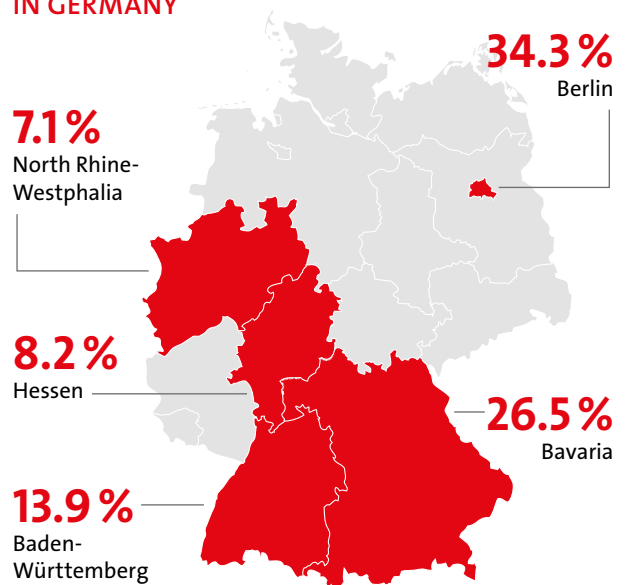 IN GERMANY
34.3 %
Berlin
7.1 %
North Rhine-
Westphalia
8.2 %
Hessen
26.5 %
Bavaria
13.9 %
Baden-
Württemberg